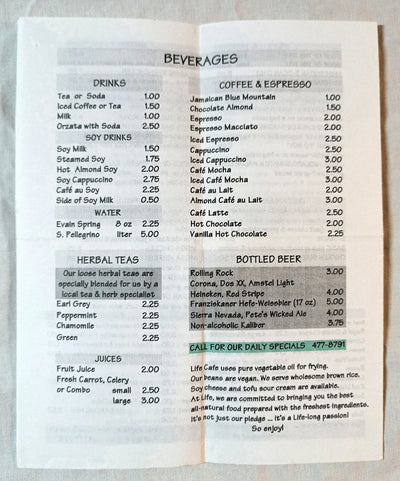 BEVERAGES
DRINKS
Tea or Soda 1.00
Iced Coffee or Tea 1.50
Milk 1.00
Orzata with Soda 2.50
SOY DRINKS
Soy Milk 1.50
Steamed Soy 1.75
Hot Almond Soy 2.00
Soy Cappuccino 2.75
Café au Soy 2.25
Side of Soy Milk 0.50
WATER
Evain Spring 8 oz 2.25
S. Pellegrino liter 5.00
HERBAL TEAS
Our loose herbal teas are
specially blended for us by a
local tea & herb specialist
Earl Grey 2.25
Peppermint 2.25
Chamomile 2.25
Green 2.25
JUICES
Fruit Juice 2.00
Fresh Carrot, Celery
or Combo small 2.50
large 3.00
COFFEE & ESPRESSO
Jamaican Blue Mountain 1.00
Chocolate Almond 1.50
Espresso 2.00
Espresso Macciato 2.00
Iced Espresso 2.50
Cappuccino 2.50
Iced Cappuccino 3.00
Café Mocha 2.50
Iced Café Mocha 3.00
Café au Lait 2.00
Almond Café au Lait 3.00
Café Latte 2.50
Hot Chocolate 2.00
Vanilla Hot Chocolate 2.25
BOTTLED BEER
Rolling Rock 3.00
Corona, Dos XX, Amstel Light
Heineken, Red Stripe 4.00
Franziskaner Hefe-Weissbier (17 oz) 5.00
Sierra Nevada, Pete's Wicked Ale 4.00
Non-alcoholic Kaliber 3.75
CALL FOR OUR DAILY SPECIALS 477-8791
Life Cafe uses pure vegetable oil for frying.
Our beans are vegan. We serve wholesome brown rice.
Soy cheese and tofu sour cream are available.
At Life, we are committed to bringing you the best
all-natural food prepared with the freshest ingredients.
It's not just our pledge ... it's a Life-long passion!
So enjoy!